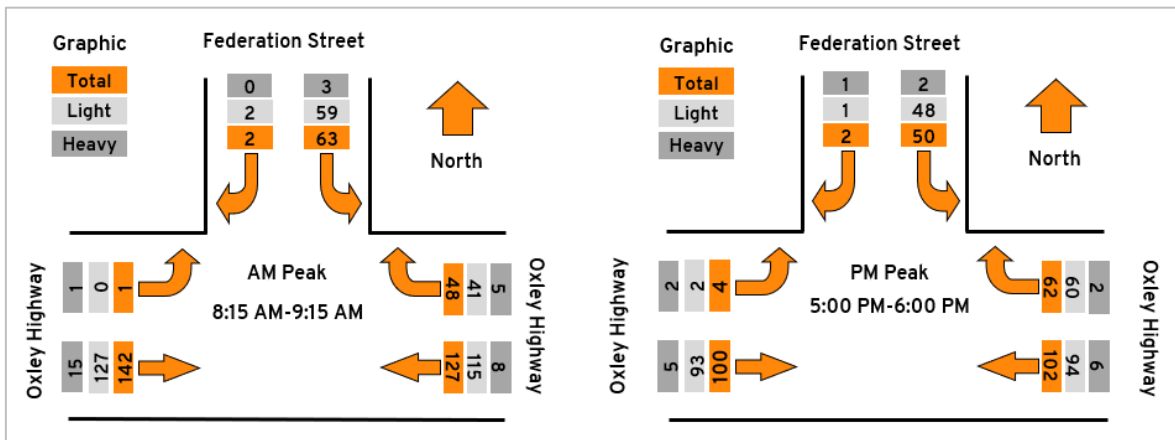 Graphic
Total
Light
Heavy
Federation Street
0 3
2 59
2 63
North
Oxley Highway
1 0 1
15 127 142
AM Peak
8:15 AM-9:15 AM
48 41 5
127 115 8
Oxley Highway
Graphic
Total
Light
Heavy
Federation Street
1 2
1 48
2 50
North
Oxley Highway
2 2 4
5 93 100
PM Peak
5:00 PM-6:00 PM
62 60 2
102 94 6
Oxley Highway